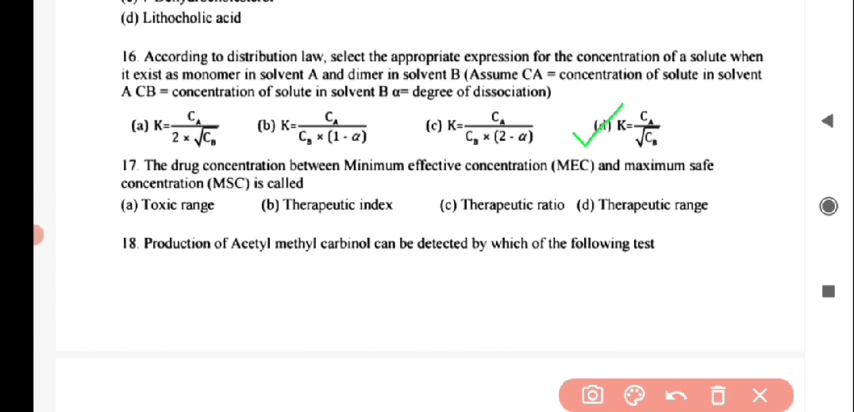 (d) Lithocholic acid
16. According to distribution law, select the appropriate expression for the concentration of a solute when
it exist as monomer in solvent A and dimer in solvent B (Assume CA = concentration of solute in solvent
A CB = concentration of solute in solvent B α= degree of dissociation)
(a) K= C_A / 2 × √C_B (b) K= C_A / C_B × (1 - α) (c) K= C_A / C_B × (2 - α) (d) K= C_A / √C_B
17. The drug concentration between Minimum effective concentration (MEC) and maximum safe
concentration (MSC) is called
(a) Toxic range (b) Therapeutic index (c) Therapeutic ratio (d) Therapeutic range
18. Production of Acetyl methyl carbinol can be detected by which of the following test